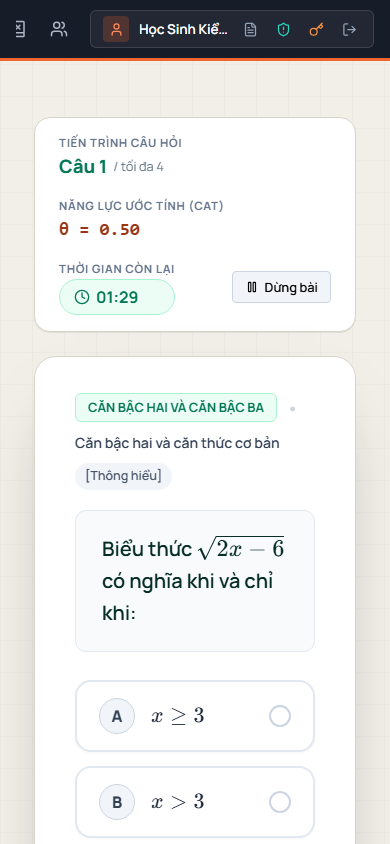 Học Sinh Kiể...
TIẾN TRÌNH CÂU HỎI
Câu 1 / tối đa 4
NĂNG LỰC ƯỚC TÍNH (CAT)
θ = 0.50
THỜI GIAN CÒN LẠI
01:29
Dừng bài
CĂN BẬC HAI VÀ CĂN BẬC BA
Căn bậc hai và căn thức cơ bản
[Thông hiểu]
Biểu thức √(2x − 6)
có nghĩa khi và chỉ
khi:
A x ≥ 3
B x > 3